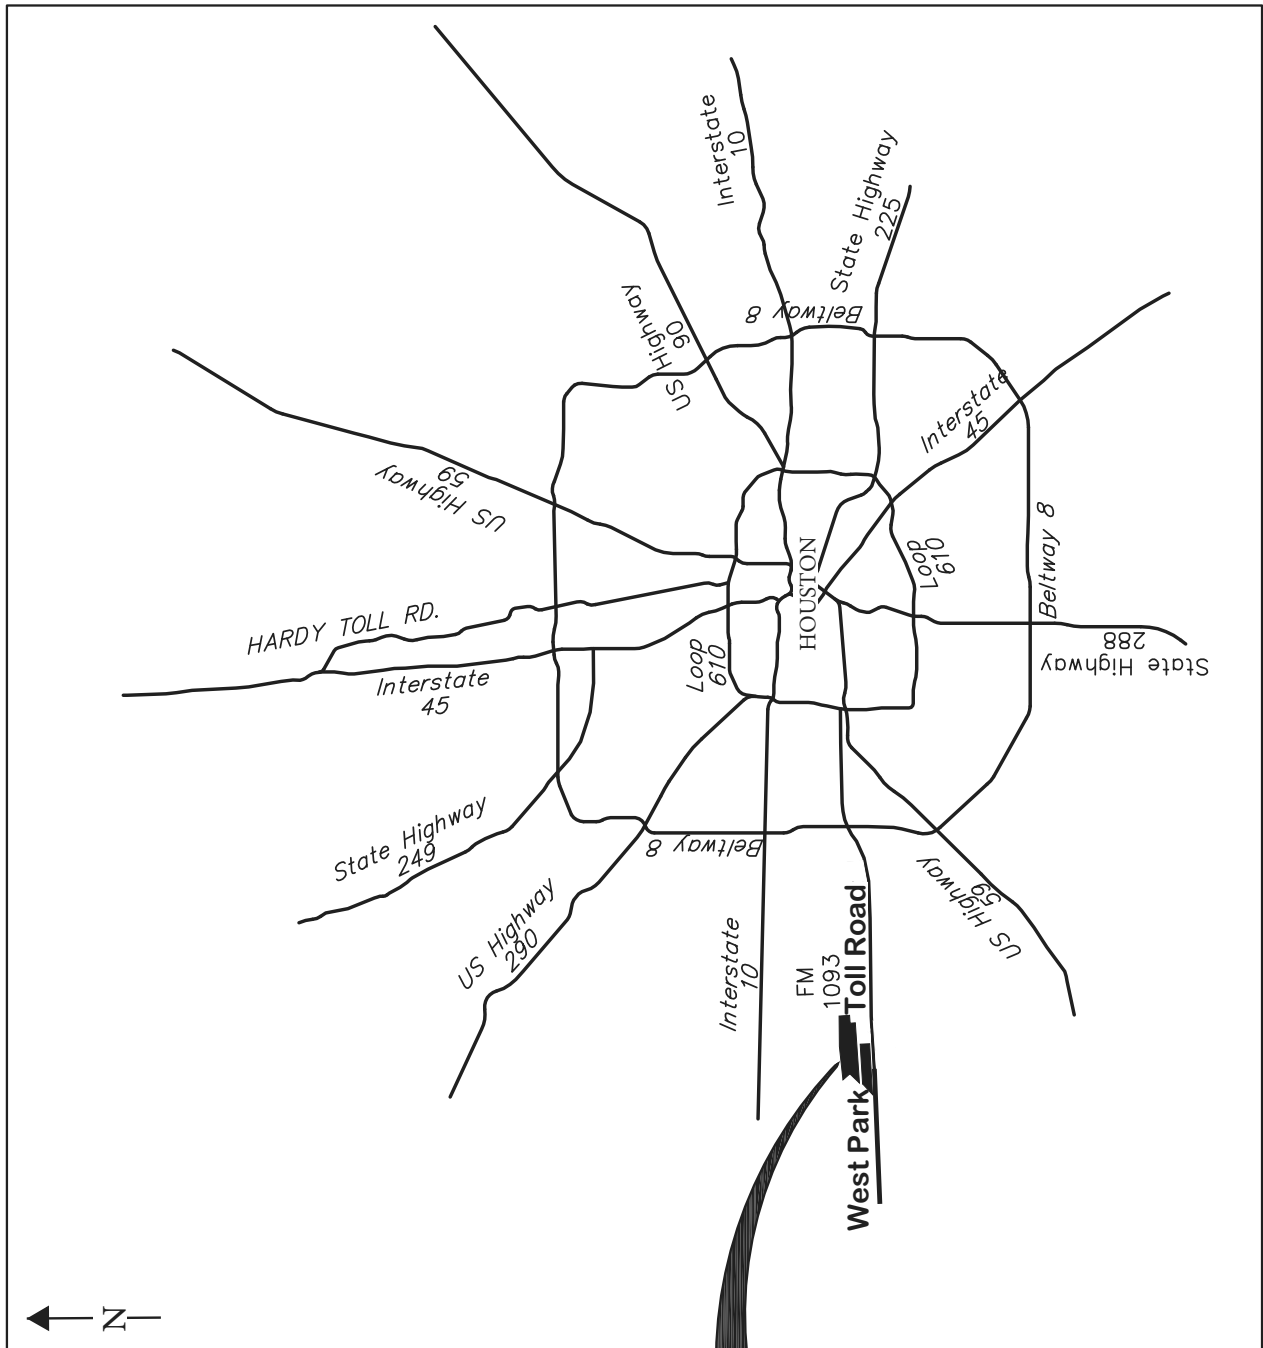 Interstate
10
State Highway
225
Beltway 8
US Highway
90
Interstate
45
US Highway
59
HOUSTON
Loop
610
Beltway 8
HARDY TOLL RD.
State Highway
288
Interstate
45
Loop
610
State Highway
249
Beltway 8
US Highway
290
US Highway
59
Interstate
10
FM
1093
West Park Toll Road
N